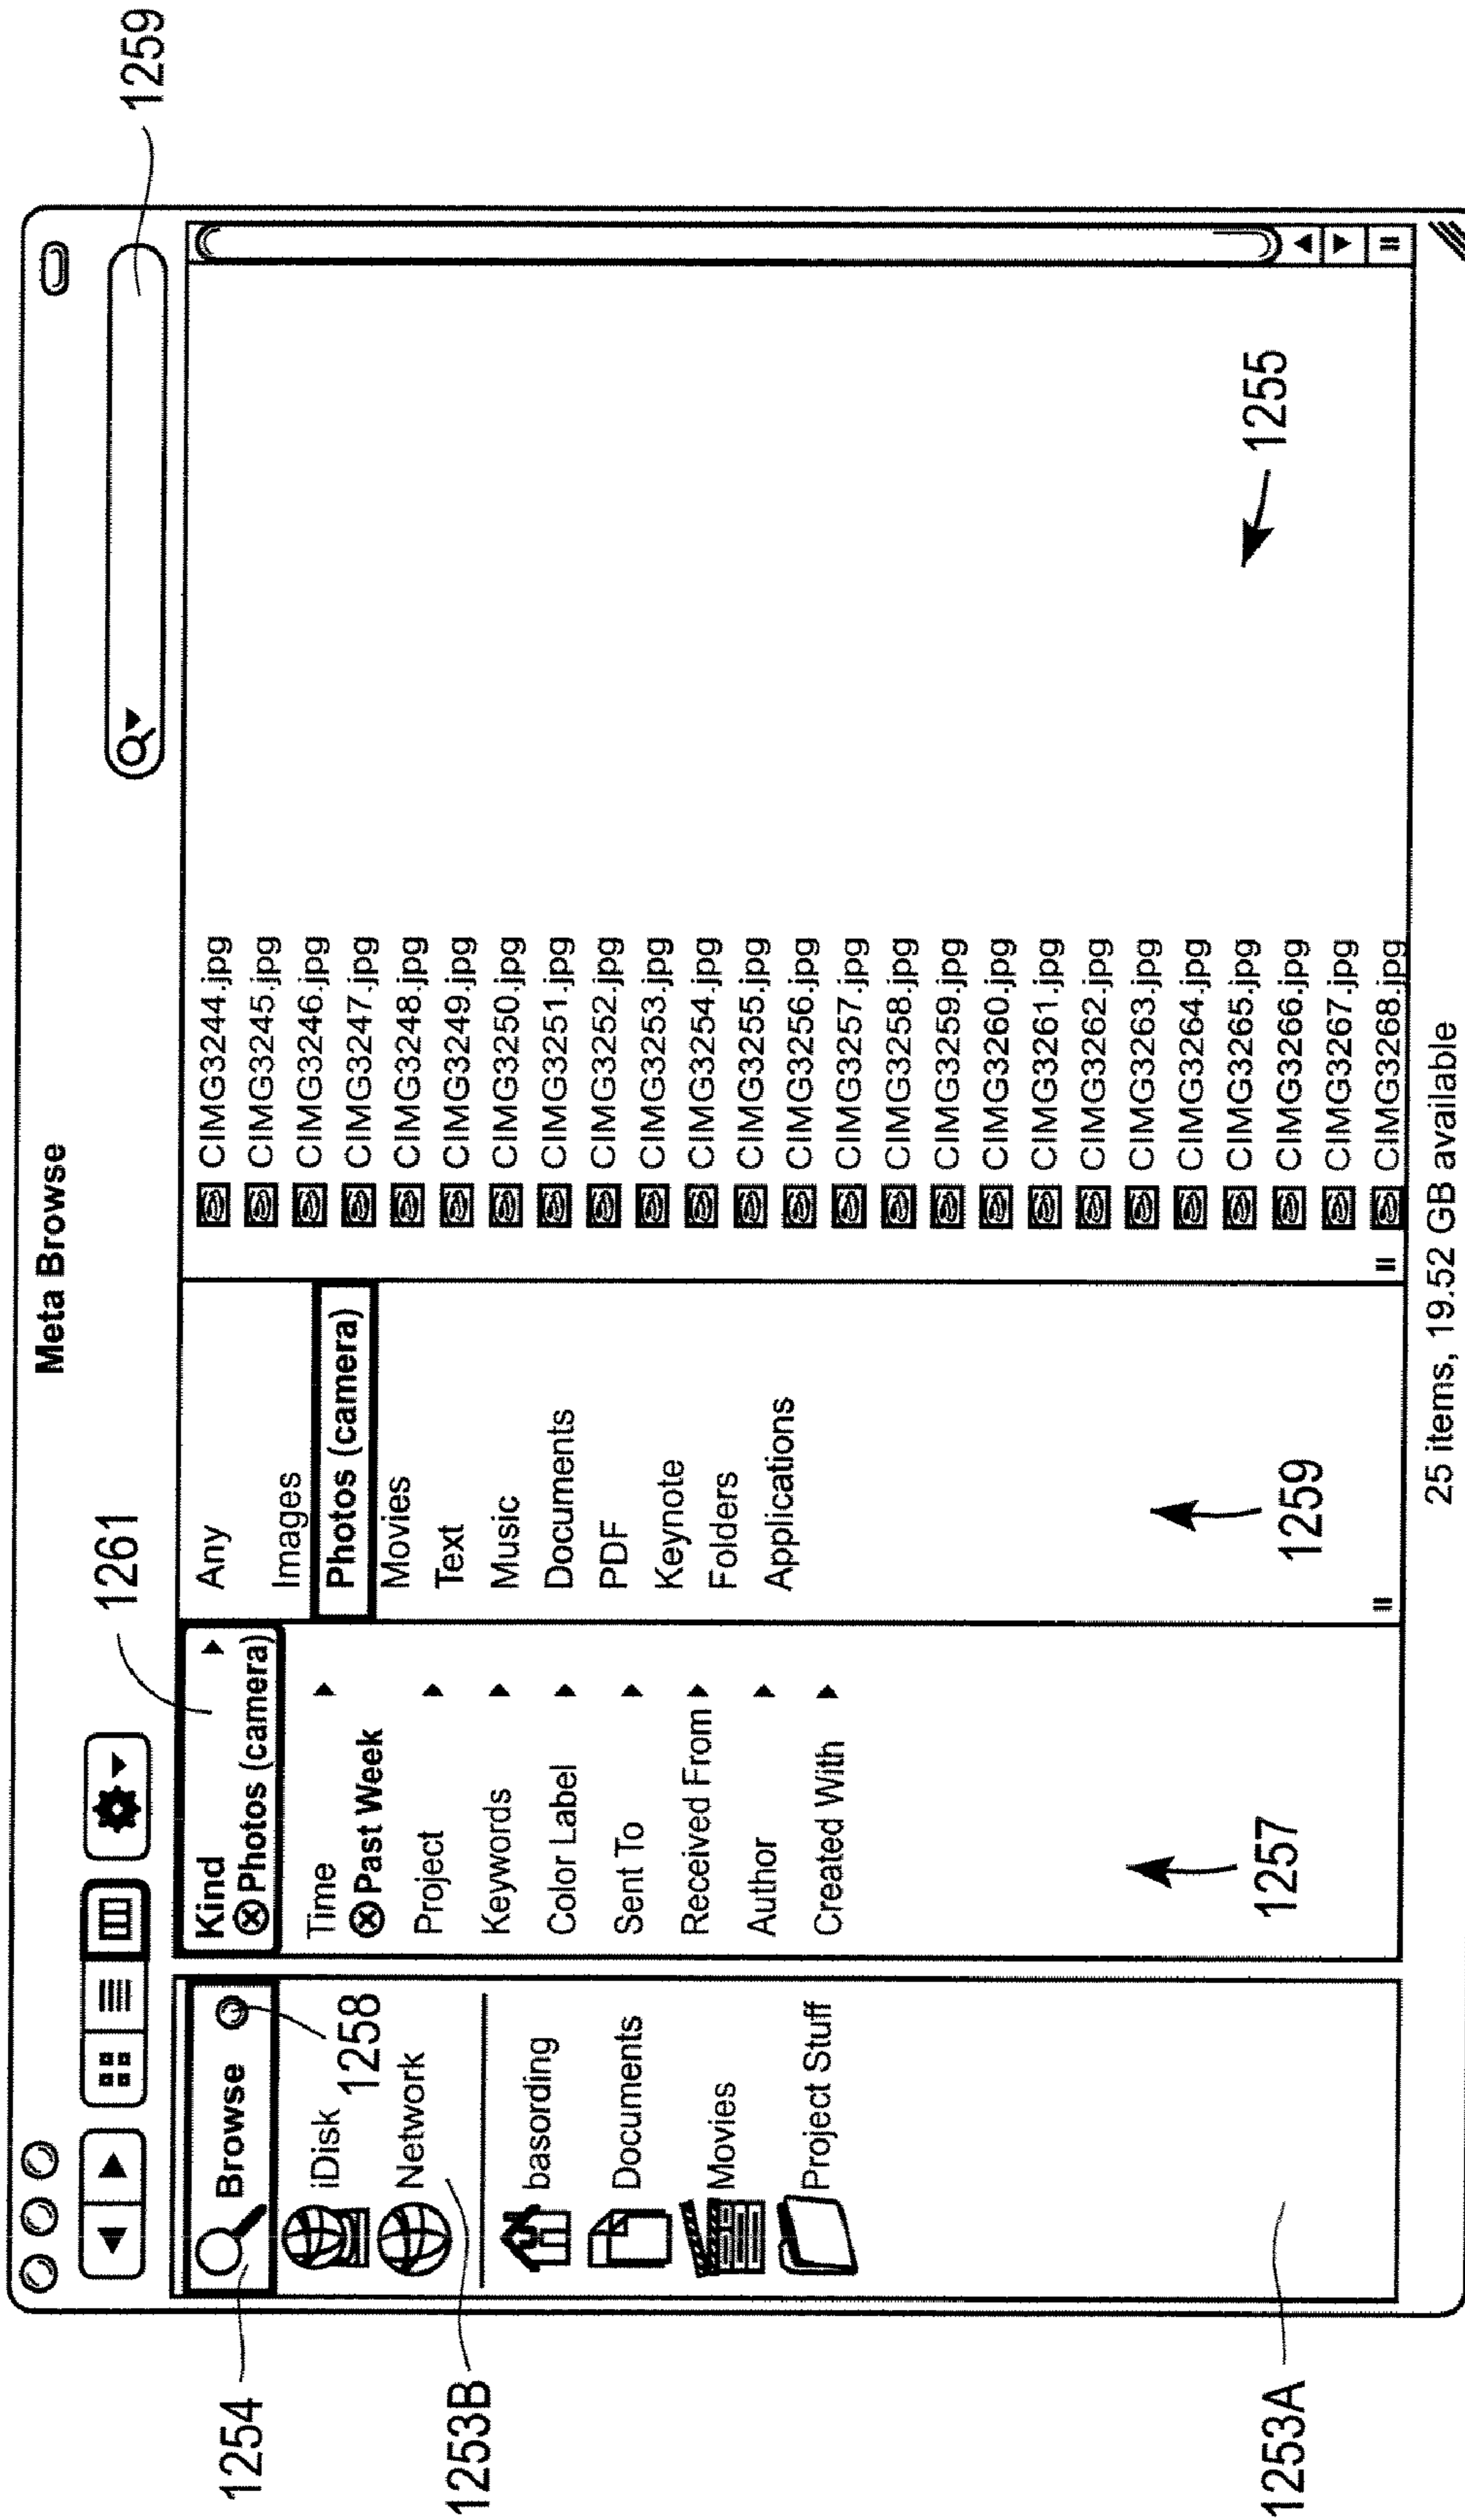 Meta Browse
1259
1261
Browse
1258
iDisk
Network
basording
Documents
Movies
Project Stuff
1254
1253B
1253A
Kind
Photos (camera)
Time
Past Week
Project
Keywords
Color Label
Sent To
Received From
Author
Created With
1257
Any
Images
Photos (camera)
Movies
Text
Music
Documents
PDF
Keynote
Folders
Applications
1259
CIMG3244.jpg
CIMG3245.jpg
CIMG3246.jpg
CIMG3247.jpg
CIMG3248.jpg
CIMG3249.jpg
CIMG3250.jpg
CIMG3251.jpg
CIMG3252.jpg
CIMG3253.jpg
CIMG3254.jpg
CIMG3255.jpg
CIMG3256.jpg
CIMG3257.jpg
CIMG3258.jpg
CIMG3259.jpg
CIMG3260.jpg
CIMG3261.jpg
CIMG3262.jpg
CIMG3263.jpg
CIMG3264.jpg
CIMG3265.jpg
CIMG3266.jpg
CIMG3267.jpg
CIMG3268.jpg
1255
25 items, 19.52 GB available